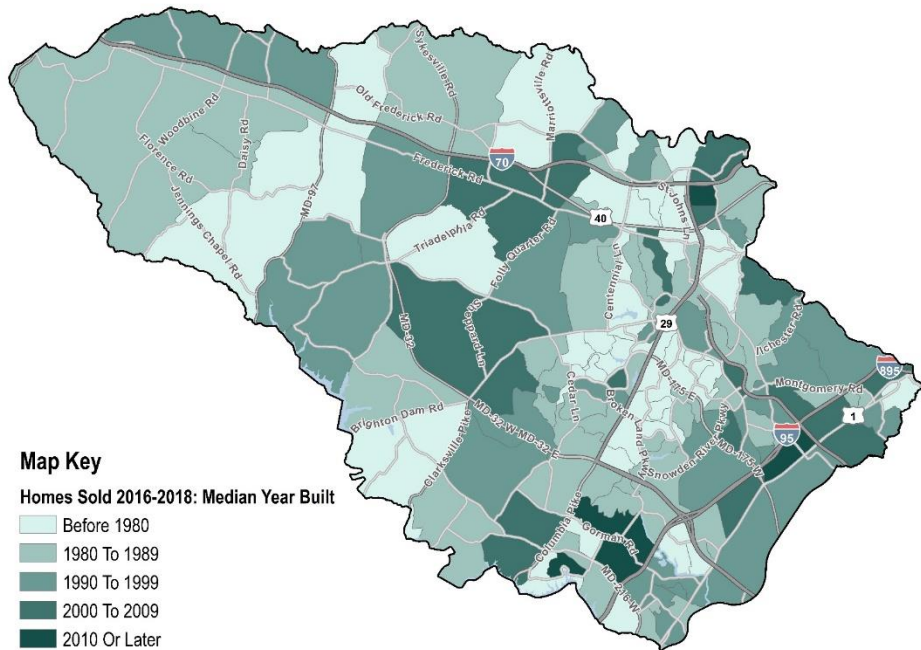 Sykesville Rd
Marriottsville Rd
Old Frederick Rd
Woodbine Rd
Florence Rd
Daisy Rd
70
Frederick Rd
St Johns Ln
Jennings Chapel Rd
MD-97
40
Triadelphia Rd
Folly Quarter Rd
Centennial Ln
29
MD-32
Sheppard Ln
Ilchester Rd
895
MD-175-E
Montgomery Rd
1
Cedar Ln
Broken Land Pkwy
Brighton Dam Rd
MD-32-W-MD-32-E
95
Clarksville Pike
Snowden River Pkwy
MD-175-W
Map Key
Homes Sold 2016-2018: Median Year Built
Before 1980
1980 To 1989
1990 To 1999
2000 To 2009
2010 Or Later
Columbia Pike
Gorman Rd
MD-216-W